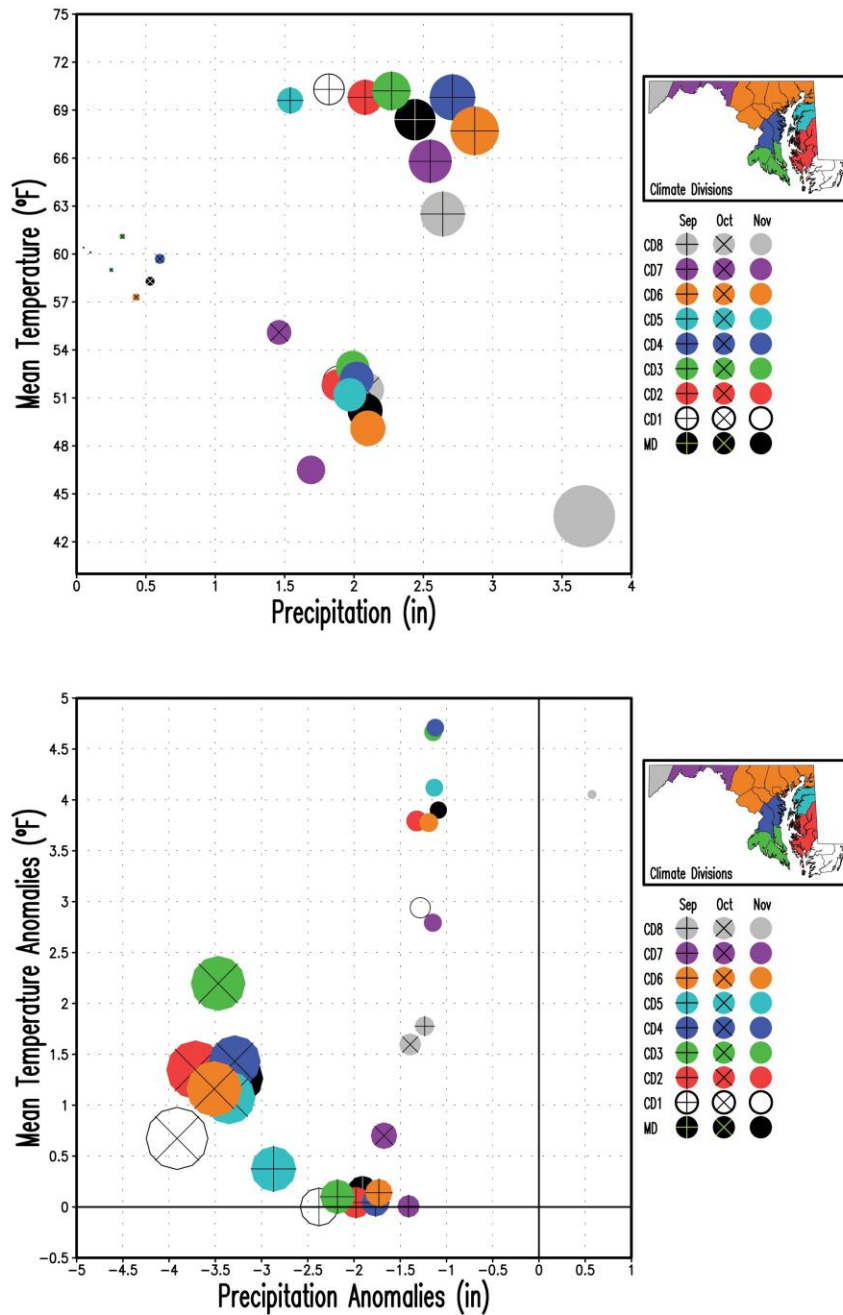 75
72
69
66
63
60
57
54
51
48
45
42
Mean Temperature (ºF)
0 0.5 1 1.5 2 2.5 3 3.5 4
Precipitation (in)
Climate Divisions
Sep Oct Nov
CD8
CD7
CD6
CD5
CD4
CD3
CD2
CD1
MD
5
4.5
4
3.5
3
2.5
2
1.5
1
0.5
0
-0.5
Mean Temperature Anomalies (ºF)
-5 -4.5 -4 -3.5 -3 -2.5 -2 -1.5 -1 -0.5 0 0.5 1
Precipitation Anomalies (in)
Climate Divisions
Sep Oct Nov
CD8
CD7
CD6
CD5
CD4
CD3
CD2
CD1
MD